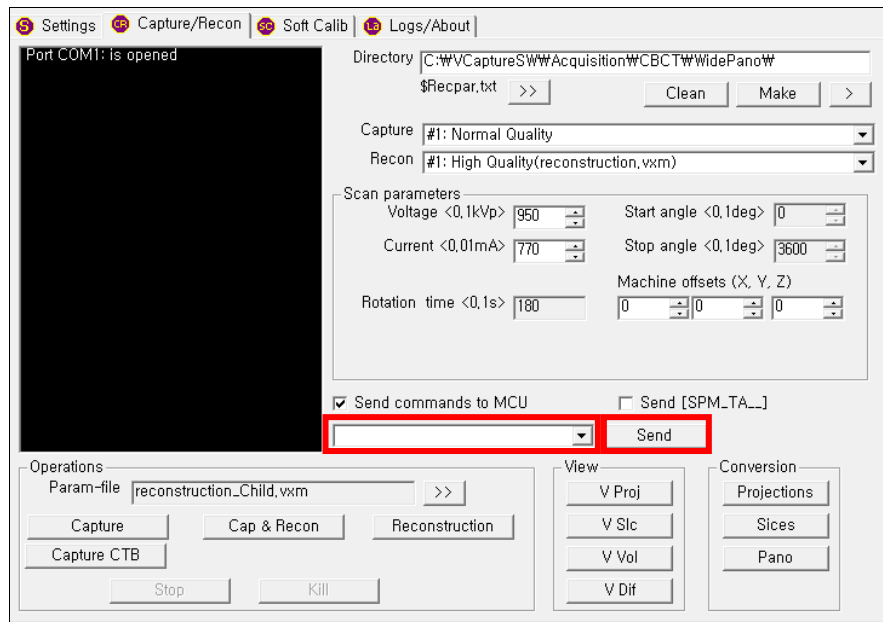 S Settings CR Capture/Recon SC Soft Calib La Logs/About
Port COM1: is opened
Directory C:₩VCaptureSW₩Acquisition₩CBCT₩WidePano₩
$Recpar,txt >> Clean Make >
Capture #1: Normal Quality
Recon #1: High Quality(reconstruction,vxm)
Scan parameters
Voltage <0,1kVp> 950 Start angle <0,1deg> 0
Current <0,01mA> 770 Stop angle <0,1deg> 3600
Machine offsets (X, Y, Z)
Rotation time <0,1s> 180 0 0 0
Send commands to MCU Send [SPM_TA__]
Send
Operations View Conversion
Param-file reconstruction_Child,vxm >> V Proj Projections
Capture Cap & Recon Reconstruction V Slc Sices
Capture CTB V Vol Pano
Stop Kill V Dif